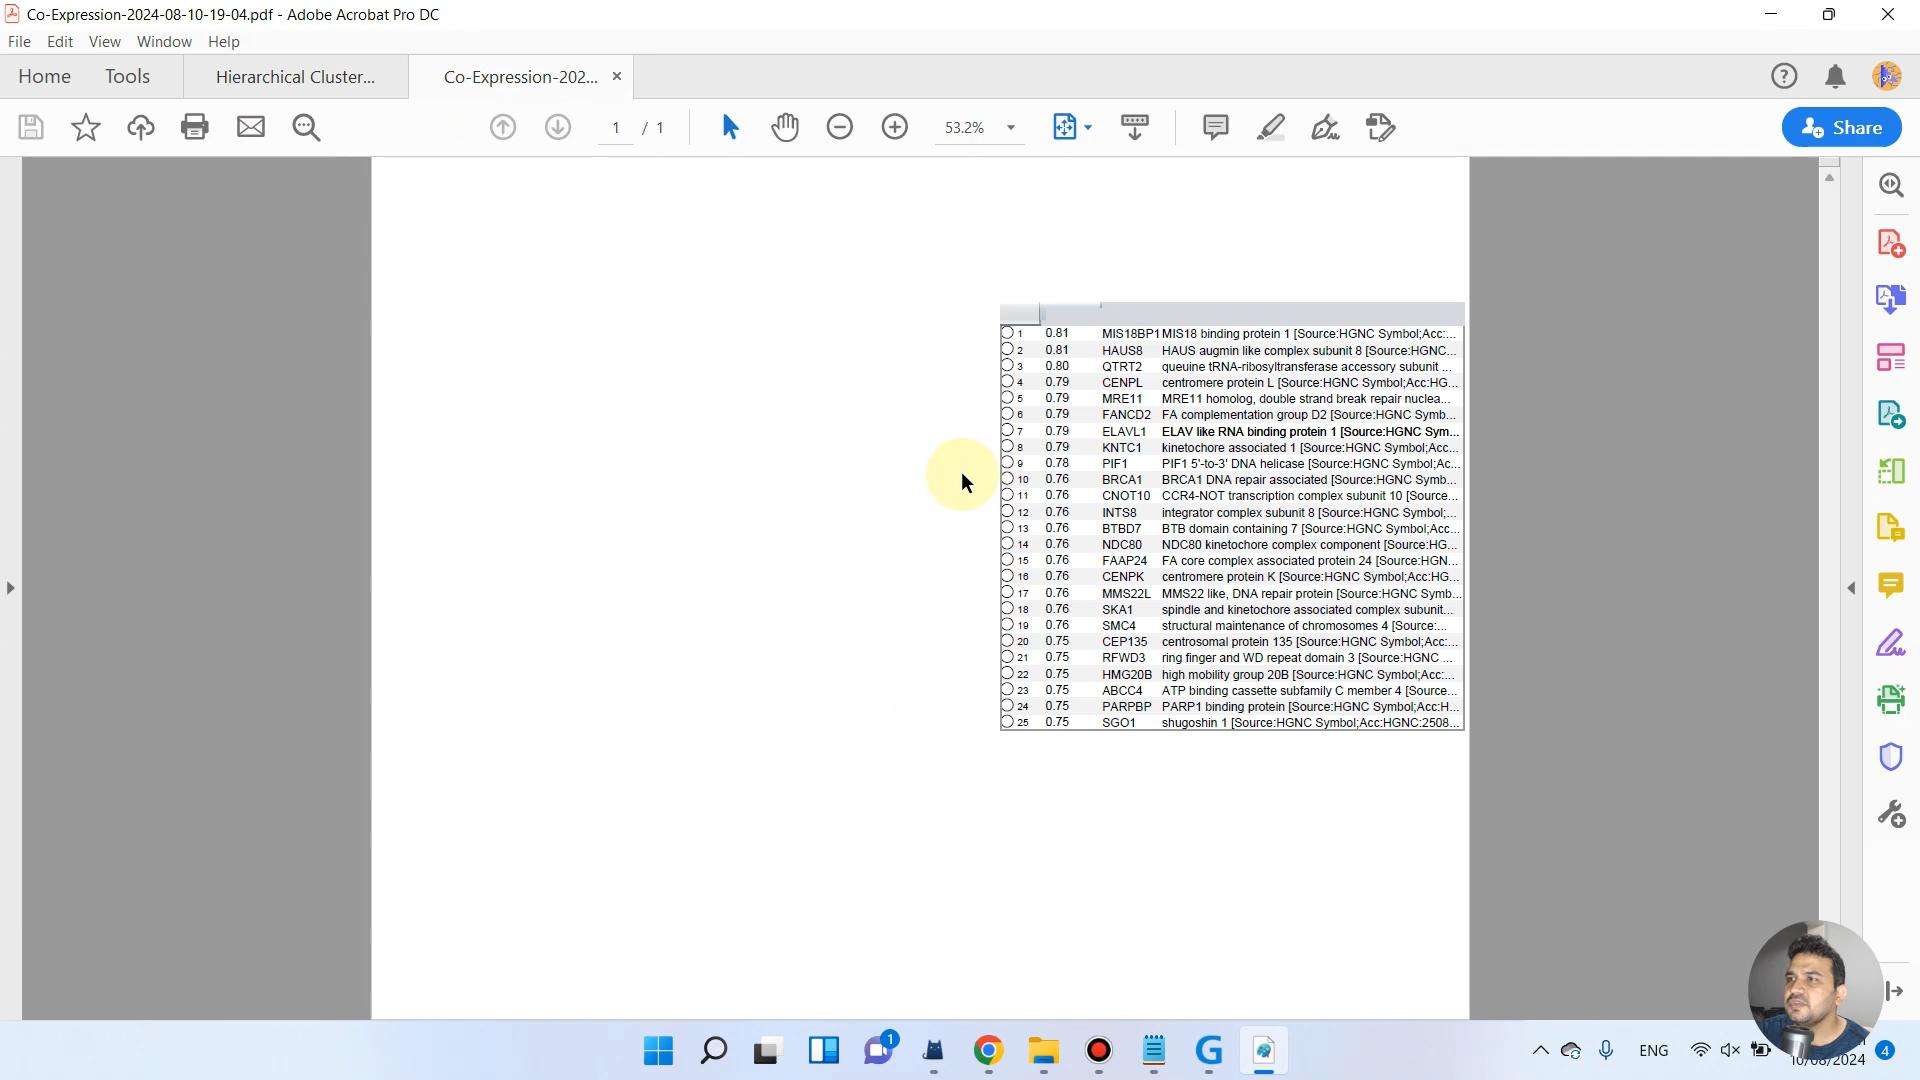 Co-Expression-2024-08-10-19-04.pdf - Adobe Acrobat Pro DC
File Edit View Window Help
Home Tools Hierarchical Cluster... Co-Expression-202... ×
1 / 1 53.2% Share
1 0.81 MIS18BP1 MIS18 binding protein 1 [Source:HGNC Symbol;Acc:...
2 0.81 HAUS8 HAUS augmin like complex subunit 8 [Source:HGNC...
3 0.80 QTRT2 queuine tRNA-ribosyltransferase accessory subunit ...
4 0.79 CENPL centromere protein L [Source:HGNC Symbol;Acc:HG...
5 0.79 MRE11 MRE11 homolog, double strand break repair nuclea...
6 0.79 FANCD2 FA complementation group D2 [Source:HGNC Symb...
7 0.79 ELAVL1 ELAV like RNA binding protein 1 [Source:HGNC Sym...
8 0.79 KNTC1 kinetochore associated 1 [Source:HGNC Symbol;Acc...
9 0.78 PIF1 PIF1 5'-to-3' DNA helicase [Source:HGNC Symbol;Ac...
10 0.76 BRCA1 BRCA1 DNA repair associated [Source:HGNC Symb...
11 0.76 CNOT10 CCR4-NOT transcription complex subunit 10 [Source...
12 0.76 INTS8 integrator complex subunit 8 [Source:HGNC Symbol;...
13 0.76 BTBD7 BTB domain containing 7 [Source:HGNC Symbol;Acc...
14 0.76 NDC80 NDC80 kinetochore complex component [Source:HG...
15 0.76 FAAP24 FA core complex associated protein 24 [Source:HGN...
16 0.76 CENPK centromere protein K [Source:HGNC Symbol;Acc:HG...
17 0.76 MMS22L MMS22 like, DNA repair protein [Source:HGNC Symb...
18 0.76 SKA1 spindle and kinetochore associated complex subunit...
19 0.76 SMC4 structural maintenance of chromosomes 4 [Source:...
20 0.75 CEP135 centrosomal protein 135 [Source:HGNC Symbol;Acc:...
21 0.75 RFWD3 ring finger and WD repeat domain 3 [Source:HGNC ...
22 0.75 HMG20B high mobility group 20B [Source:HGNC Symbol;Acc:...
23 0.75 ABCC4 ATP binding cassette subfamily C member 4 [Source...
24 0.75 PARPBP PARP1 binding protein [Source:HGNC Symbol;Acc:H...
25 0.75 SGO1 shugoshin 1 [Source:HGNC Symbol;Acc:HGNC:2508...
1 ENG 10/08/2024 4